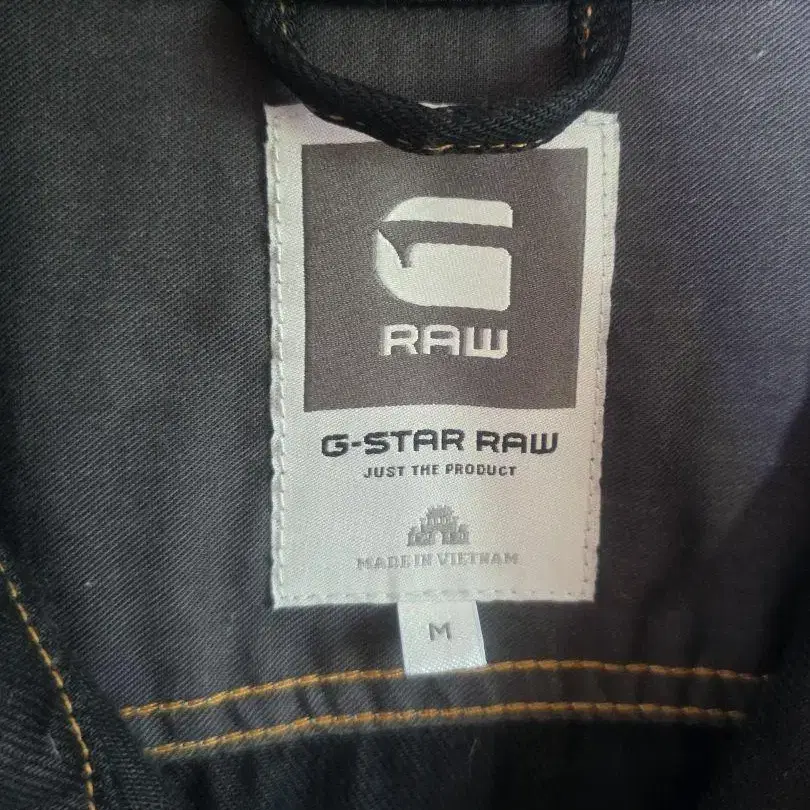 RAW
G-STAR RAW
JUST THE PRODUCT
MADE IN VIETNAM
M